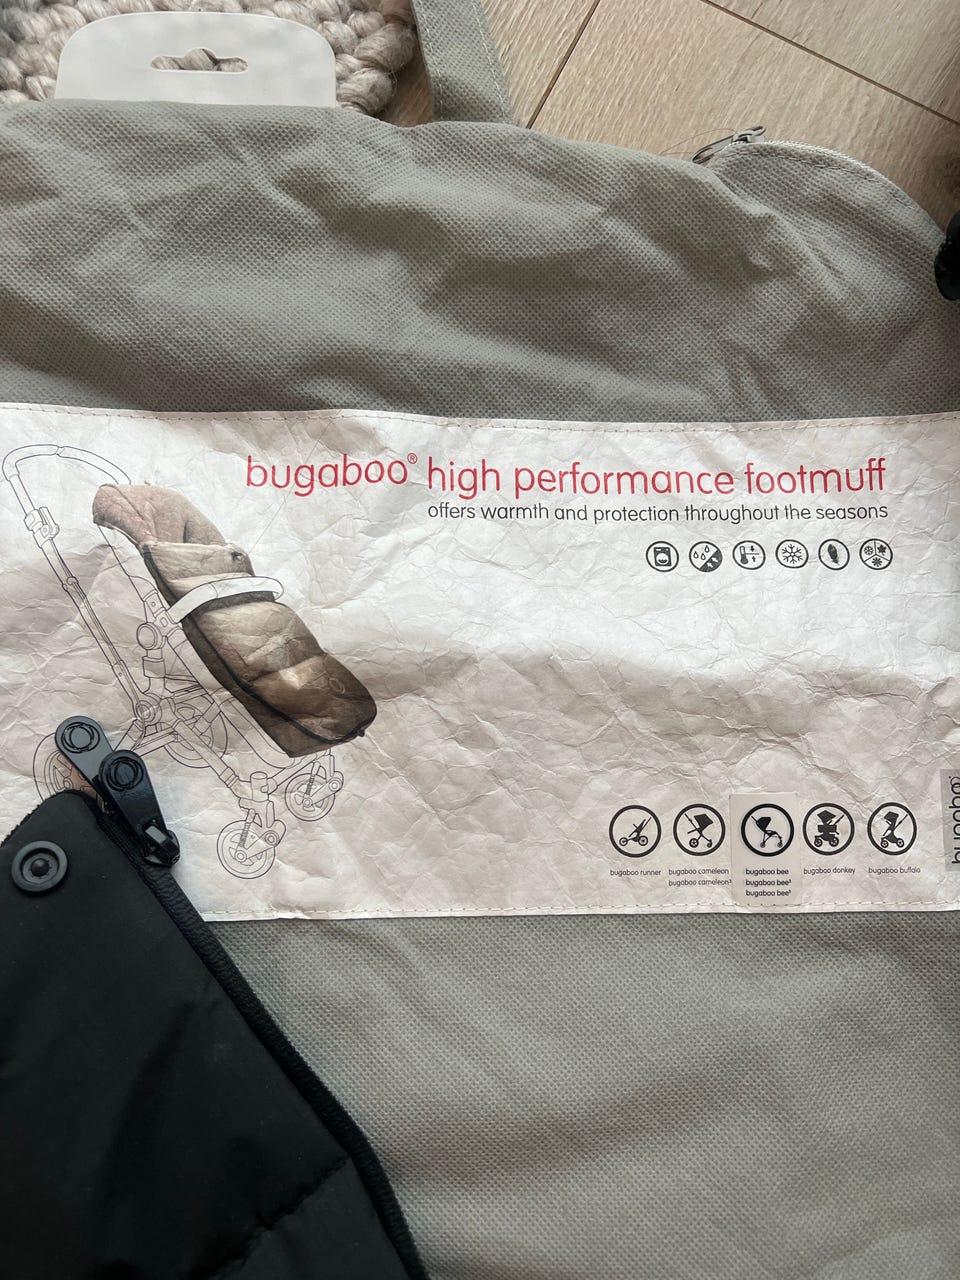 bugaboo® high performance footmuff
offers warmth and protection throughout the seasons
bugaboo runner
bugaboo cameleon
bugaboo cameleon³
bugaboo bee
bugaboo bee³
bugaboo bee⁵
bugaboo donkey
bugaboo buffalo
bugaboo